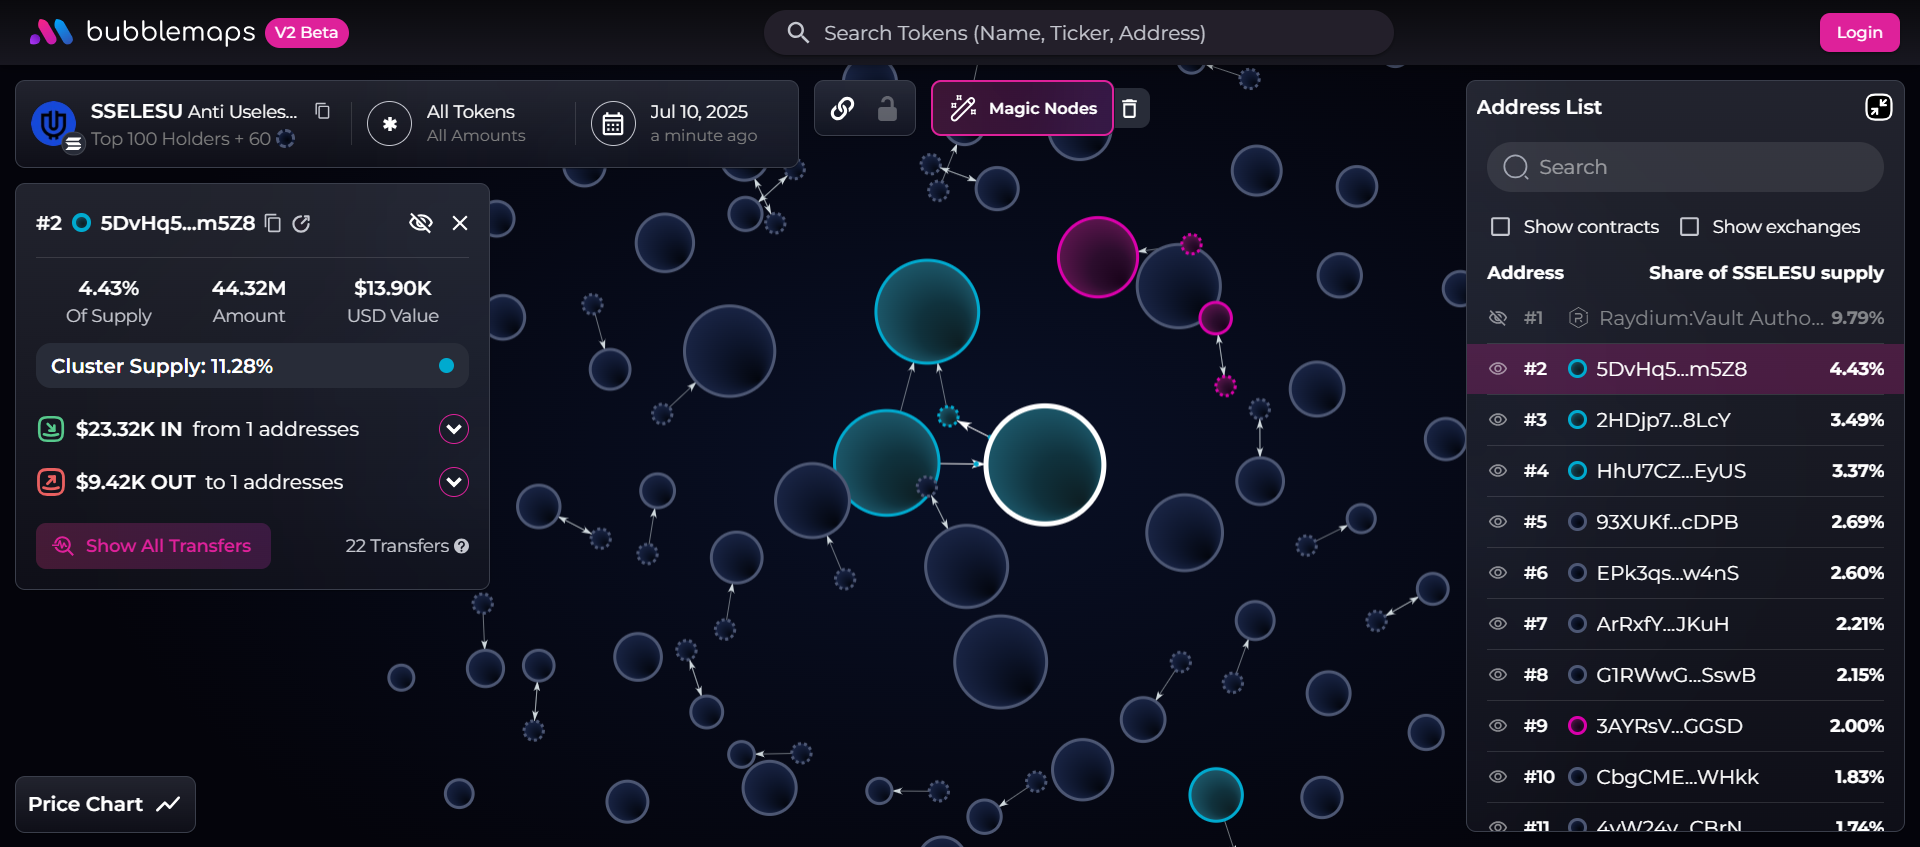 bubblemaps V2 Beta
Search Tokens (Name, Ticker, Address)
Login
SSELESU Anti Useles...
Top 100 Holders + 60
All Tokens
All Amounts
Jul 10, 2025
a minute ago
Magic Nodes
#2 5DvHq5...m5Z8
4.43% 44.32M $13.90K
Of Supply Amount USD Value
Cluster Supply: 11.28%
$23.32K IN from 1 addresses
$9.42K OUT to 1 addresses
Show All Transfers 22 Transfers ?
Price Chart
Address List
Search
Show contracts Show exchanges
Address Share of SSELESU supply
#1 Raydium:Vault Autho... 9.79%
#2 5DvHq5...m5Z8 4.43%
#3 2HDjp7...8LcY 3.49%
#4 HhU7CZ...EyUS 3.37%
#5 93XUKf...cDPB 2.69%
#6 EPk3qs...w4nS 2.60%
#7 ArRxfY...JKuH 2.21%
#8 G1RWwG...SswB 2.15%
#9 3AYRsV...GGSD 2.00%
#10 CbgCME...WHkk 1.83%
#11 1.74%